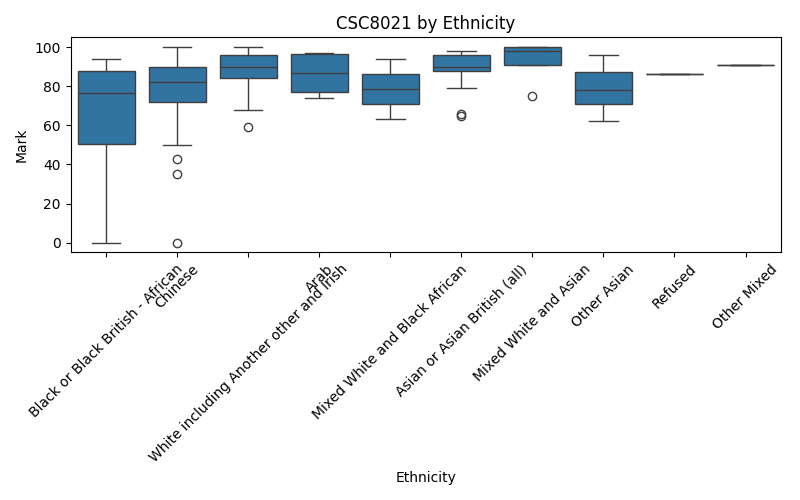 CSC8021 by Ethnicity
Mark
100
80
60
40
20
0
Black or Black British - African
Chinese
White including Another other and Irish
Arab
Mixed White and Black African
Asian or Asian British (all)
Mixed White and Asian
Other Asian
Refused
Other Mixed
Ethnicity